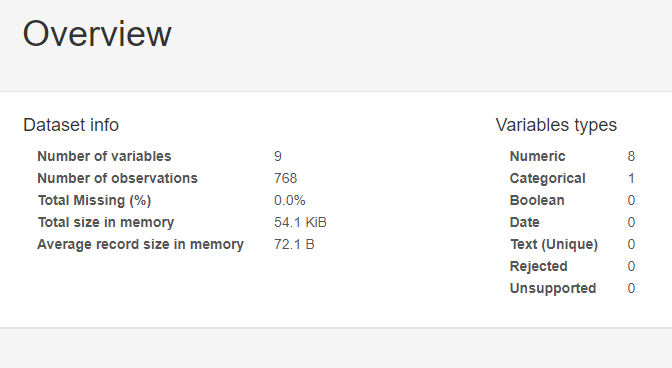 Overview
Dataset info
Number of variables 9
Number of observations 768
Total Missing (%) 0.0%
Total size in memory 54.1 KiB
Average record size in memory 72.1 B
Variables types
Numeric 8
Categorical 1
Boolean 0
Date 0
Text (Unique) 0
Rejected 0
Unsupported 0